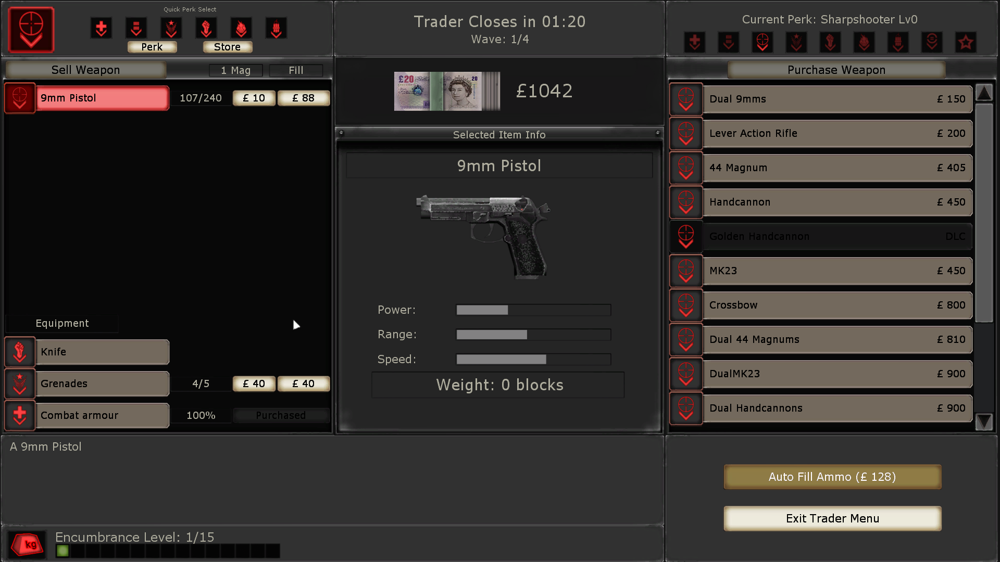 Quick Perk Select
Perk
Store
Trader Closes in 01:20
Wave: 1/4
Current Perk: Sharpshooter Lv0
Sell Weapon
1 Mag
Fill
9mm Pistol
107/240
£ 10
£ 88
Equipment
Knife
Grenades
4/5
£ 40
£ 40
Combat armour
100%
Purchased
£20
20
£1042
Selected Item Info
9mm Pistol
Power:
Range:
Speed:
Weight: 0 blocks
Purchase Weapon
Dual 9mms £ 150
Lever Action Rifle £ 200
44 Magnum £ 405
Handcannon £ 450
Golden Handcannon DLC
MK23 £ 450
Crossbow £ 800
Dual 44 Magnums £ 810
DualMK23 £ 900
Dual Handcannons £ 900
A 9mm Pistol
Auto Fill Ammo (£ 128)
Exit Trader Menu
kg
Encumbrance Level: 1/15